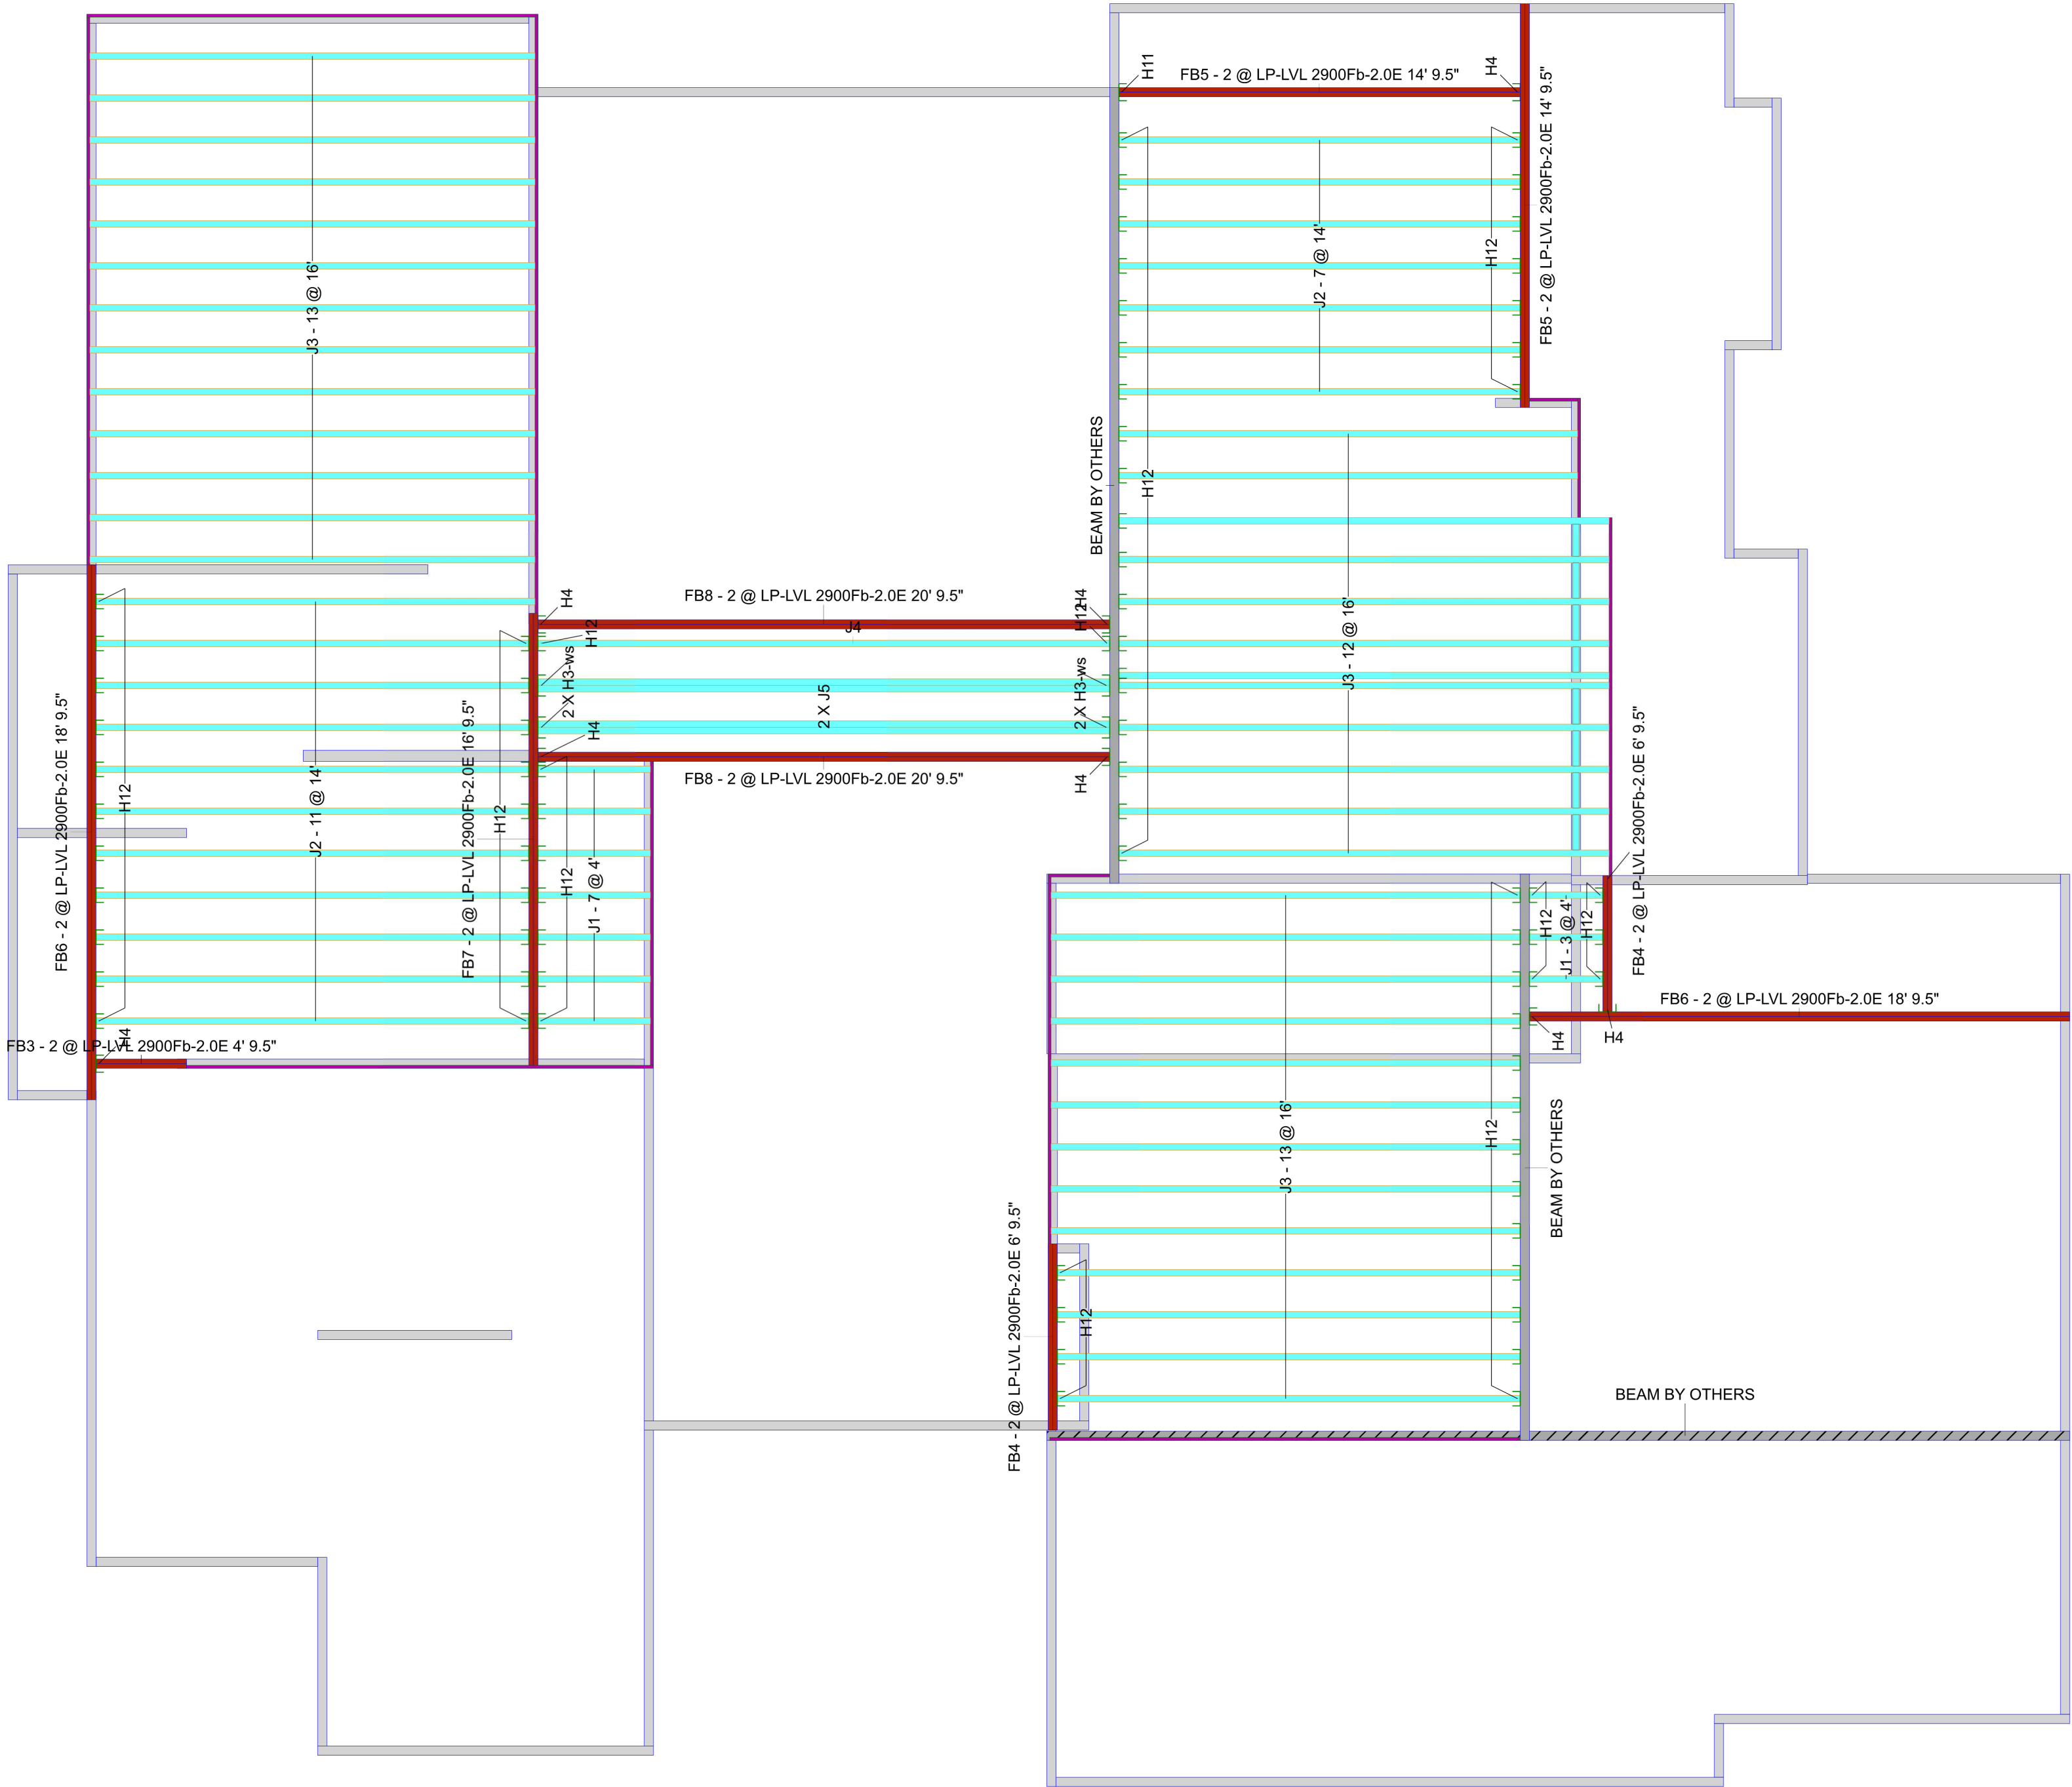 FB5 - 2 @ LP-LVL 2900Fb-2.0E 14' 9.5"
H11
H4
FB5 - 2 @ LP-LVL 2900Fb-2.0E 14' 9.5"
J3 - 13 @ 16'
J2 - 7 @ 14'
H12
H12
BEAM BY OTHERS
H4
FB8 - 2 @ LP-LVL 2900Fb-2.0E 20' 9.5"
H4
H12
J4
H12
J3 - 12 @ 16'
2 X H3-ws
2 X J5
2 X H3-ws
H4
FB8 - 2 @ LP-LVL 2900Fb-2.0E 20' 9.5"
H4
FB6 - 2 @ LP-LVL 2900Fb-2.0E 18' 9.5"
H12
J2 - 11 @ 14'
FB7 - 2 @ LP-LVL 2900Fb-2.0E 16' 9.5"
H12
H12
J1 - 7 @ 4'
FB4 - 2 @ LP-LVL 2900Fb-2.0E 6' 9.5"
H12
J1 - 3 @ 4'
H12
FB6 - 2 @ LP-LVL 2900Fb-2.0E 18' 9.5"
H4
H4
H4
FB3 - 2 @ LP-LVL 2900Fb-2.0E 4' 9.5"
J3 - 13 @ 16'
H12
BEAM BY OTHERS
FB4 - 2 @ LP-LVL 2900Fb-2.0E 6' 9.5"
H12
BEAM BY OTHERS